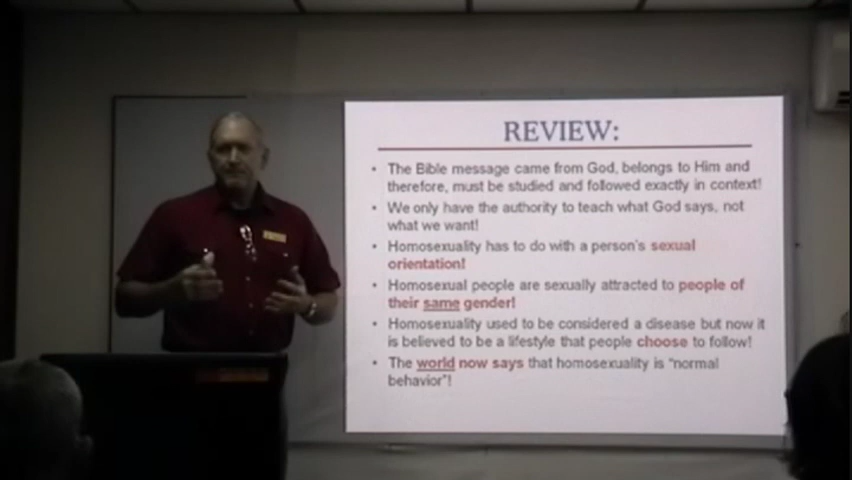 REVIEW:
• The Bible message came from God, belongs to Him and
therefore, must be studied and followed exactly in context!
• We only have the authority to teach what God says, not
what we want!
• Homosexuality has to do with a person's sexual
orientation!
• Homosexual people are sexually attracted to people of
their same gender!
• Homosexuality used to be considered a disease but now it
is believed to be a lifestyle that people choose to follow!
• The world now says that homosexuality is "normal
behavior"!